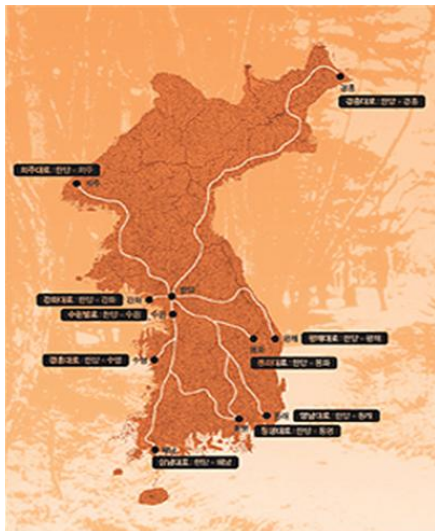 경흥
경흥대로 : 한양 - 경흥
의주대로 : 한양 - 의주
의주
한양
강화대로 : 한양 - 강화
강화
수원별로 : 한양 - 수원
수원
평해
평해대로 : 한양 - 평해
봉화
봉화대로 : 한양 - 봉화
수영
한양 - 수영
동래
영남대로 : 한양 - 동래
통영
통영대로 : 한양 - 통영
해남
삼남대로 : 한양 - 해남